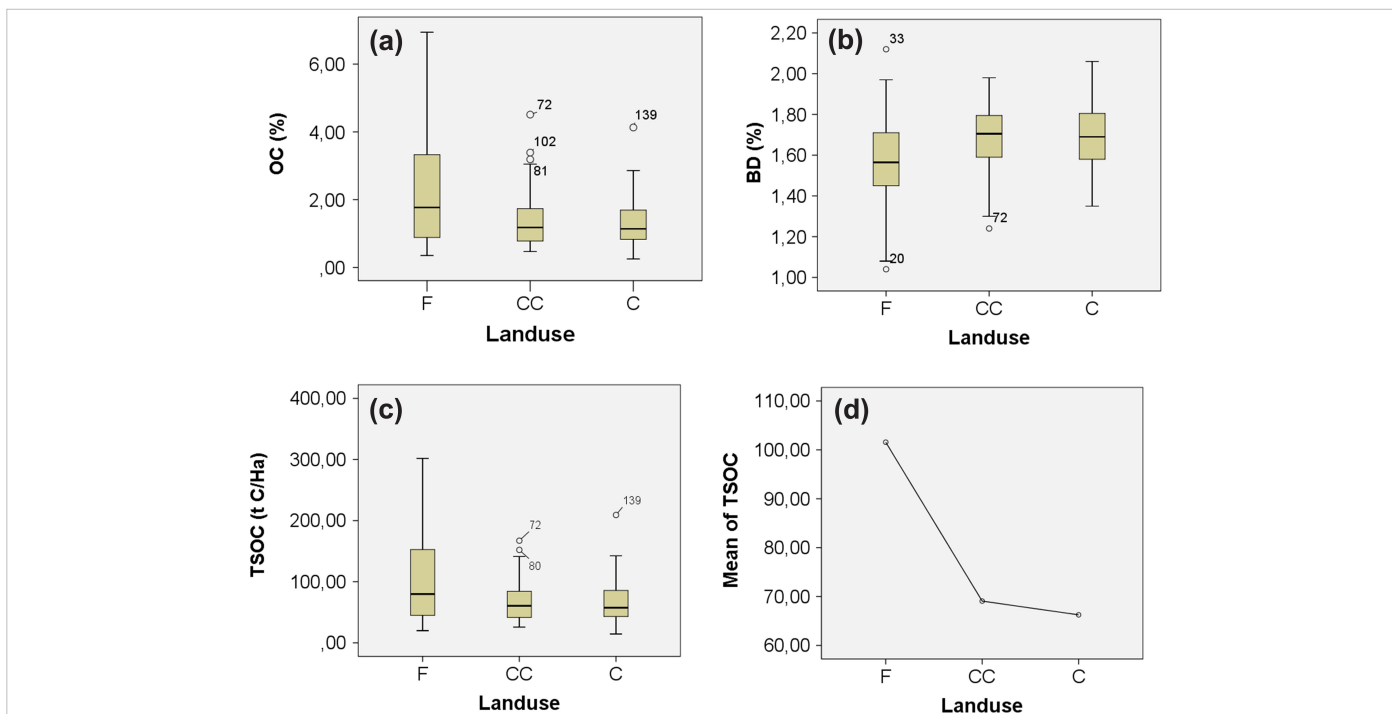 (a)
OC (%)
6,00
4,00
2,00
,00
72
102
81
139
F CC C
Landuse
(b)
BD (%)
2,20
2,00
1,80
1,60
1,40
1,20
1,00
33
20
72
F CC C
Landuse
(c)
TSOC (t C/Ha)
400,00
300,00
200,00
100,00
,00
72
80
139
F CC C
Landuse
(d)
Mean of TSOC
110,00
100,00
90,00
80,00
70,00
60,00
F CC C
Landuse